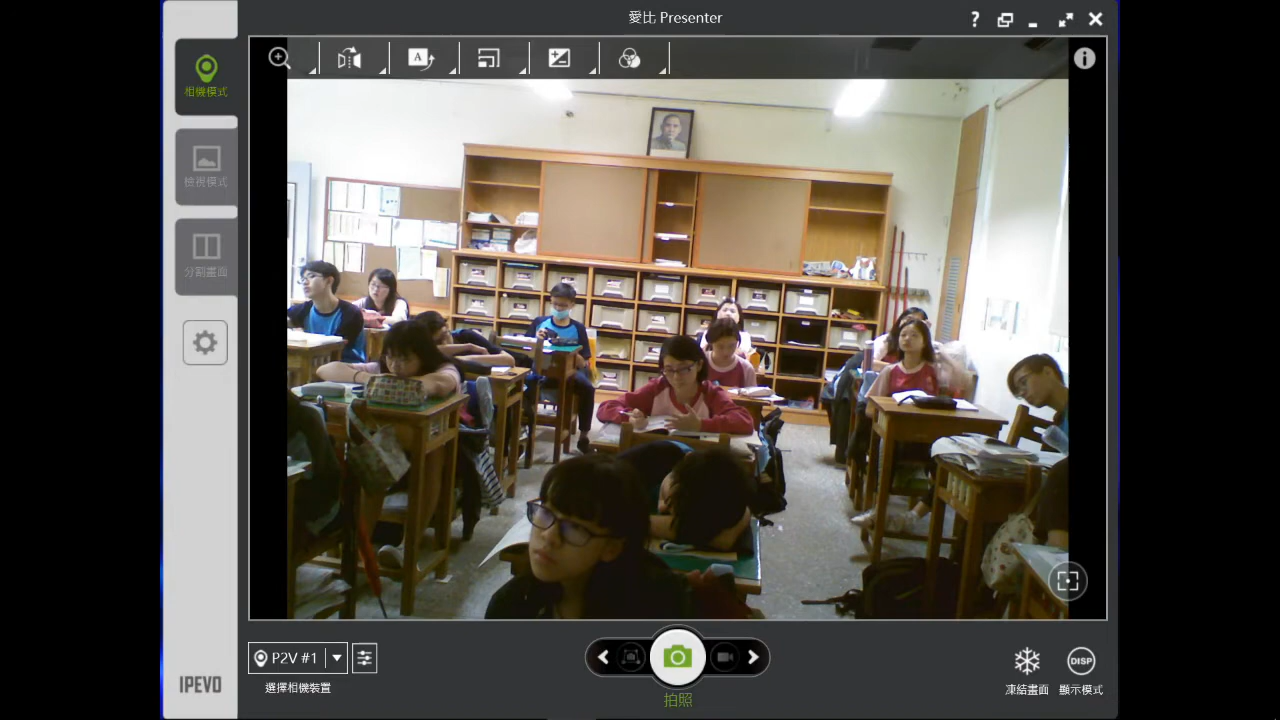 愛比 Presenter
相機模式
檢視模式
分割畫面
A
P2V #1
選擇相機裝置
IPEVO
拍照
DISP
凍結畫面
顯示模式